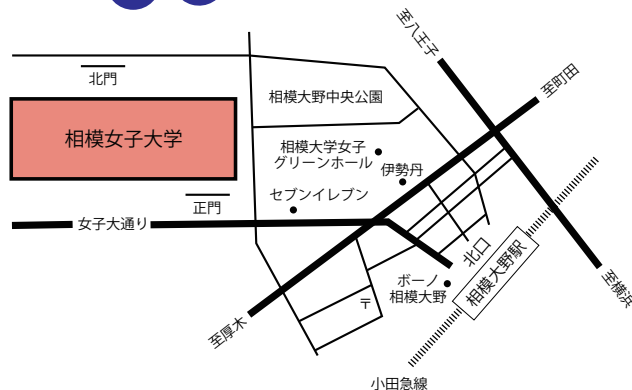 至八王子
至町田
北門
相模大野中央公園
相模女子大学
相模大学女子
グリーンホール
伊勢丹
セブンイレブン
正門
女子大通り
北口
相模大野駅
ボーノ
相模大野
〒
至横浜
至厚木
小田急線